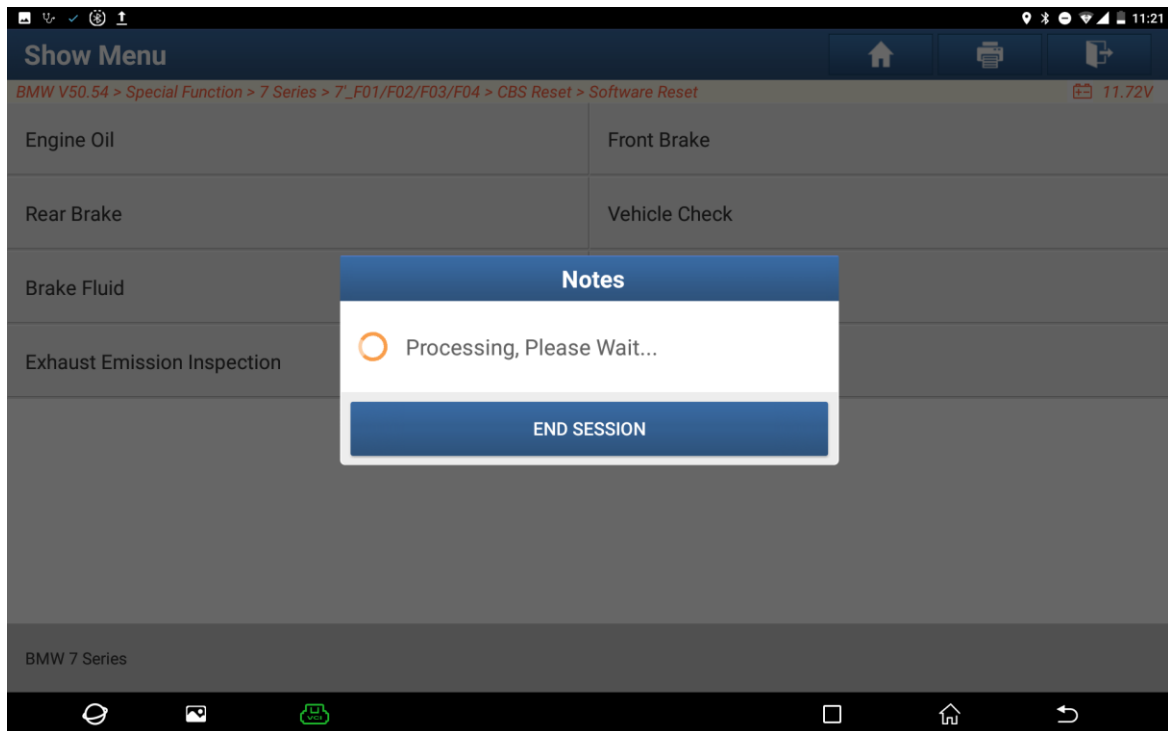 11:21
Show Menu
BMW V50.54 > Special Function > 7 Series > 7'_F01/F02/F03/F04 > CBS Reset > Software Reset
11.72V
Engine Oil
Front Brake
Rear Brake
Vehicle Check
Brake Fluid
Exhaust Emission Inspection
Notes
Processing, Please Wait...
END SESSION
BMW 7 Series
VCI